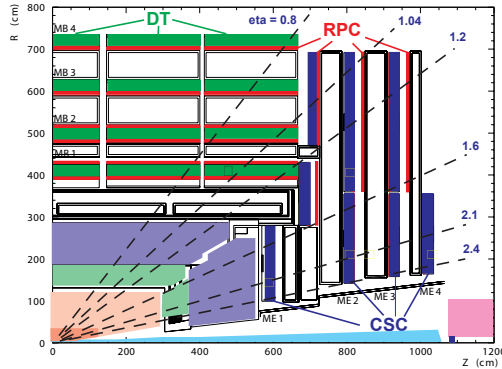 R (cm)
800
700
600
500
400
300
200
100
0
MB 4
MB 3
MB 2
MB 1
DT
eta = 0.8
RPC
1.04
1.2
1.6
2.1
2.4
ME 1
ME 2
ME 3
ME 4
CSC
0
200
400
600
800
1000
1200
Z (cm)